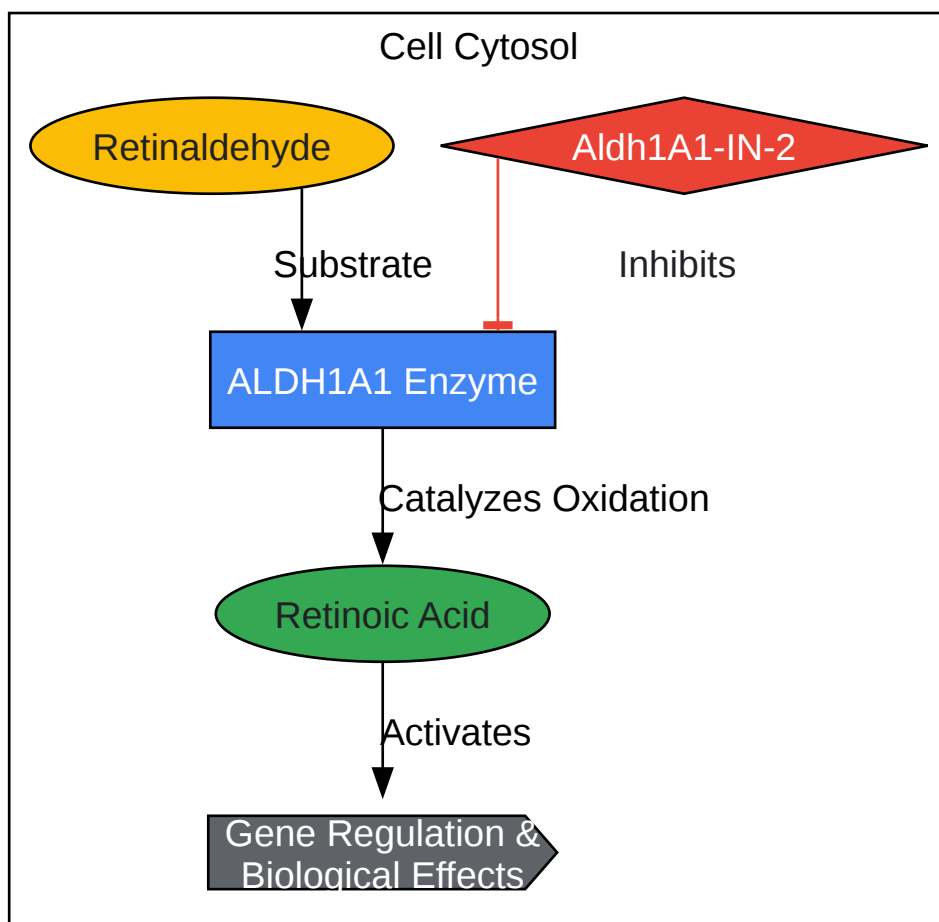 Cell Cytosol
Retinaldehyde
Aldh1A1-IN-2
Substrate
Inhibits
ALDH1A1 Enzyme
Catalyzes Oxidation
Retinoic Acid
Activates
Gene Regulation &
Biological Effects